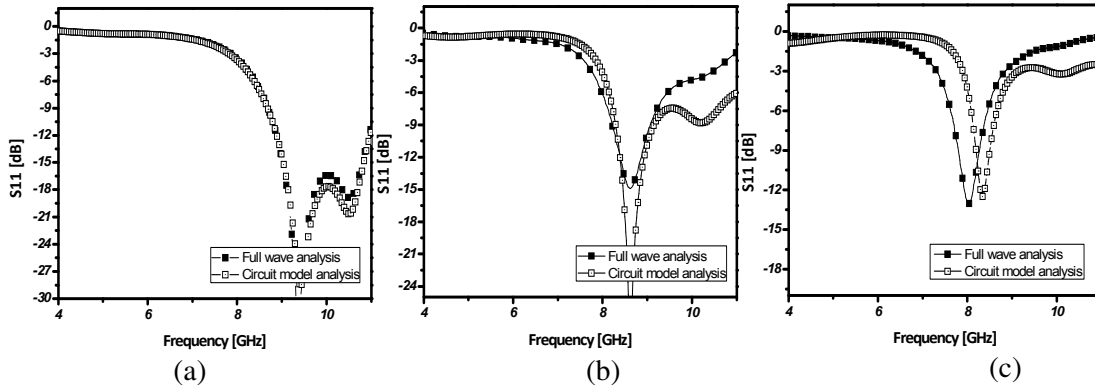 0
-3
-6
-9
-12
-15
-18
-21
-24
-27
-30
S11 [dB]
Full wave analysis
Circuit model analysis
4 6 8 10
Frequency [GHz]
(a)
0
-3
-6
-9
-12
-15
-18
-21
-24
S11 [dB]
Full wave analysis
Circuit model analysis
4 6 8 10
Frequency [GHz]
(b)
0
-3
-6
-9
-12
-15
-18
S11 [dB]
Full wave analysis
Circuit model analysis
4 6 8 10
Frequency [GHz]
(c)